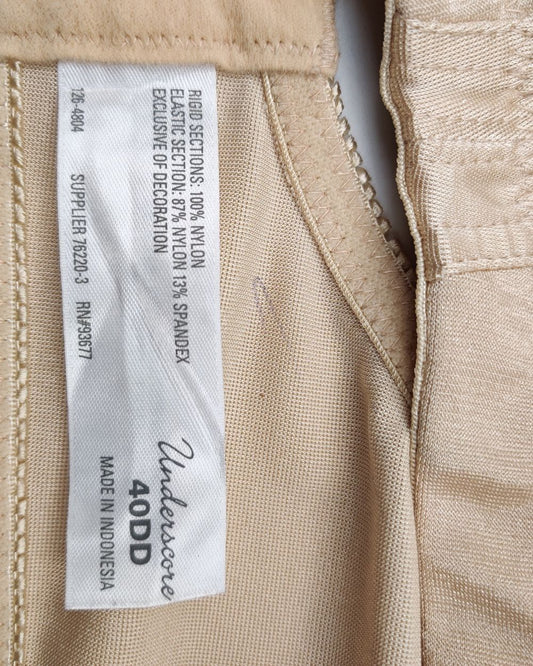 RIGID SECTIONS: 100% NYLON
ELASTIC SECTION: 87% NYLON 13% SPANDEX
EXCLUSIVE OF DECORATION
126-4804 SUPPLIER 76220-3 RN#93677
Underscore
40DD
MADE IN INDONESIA